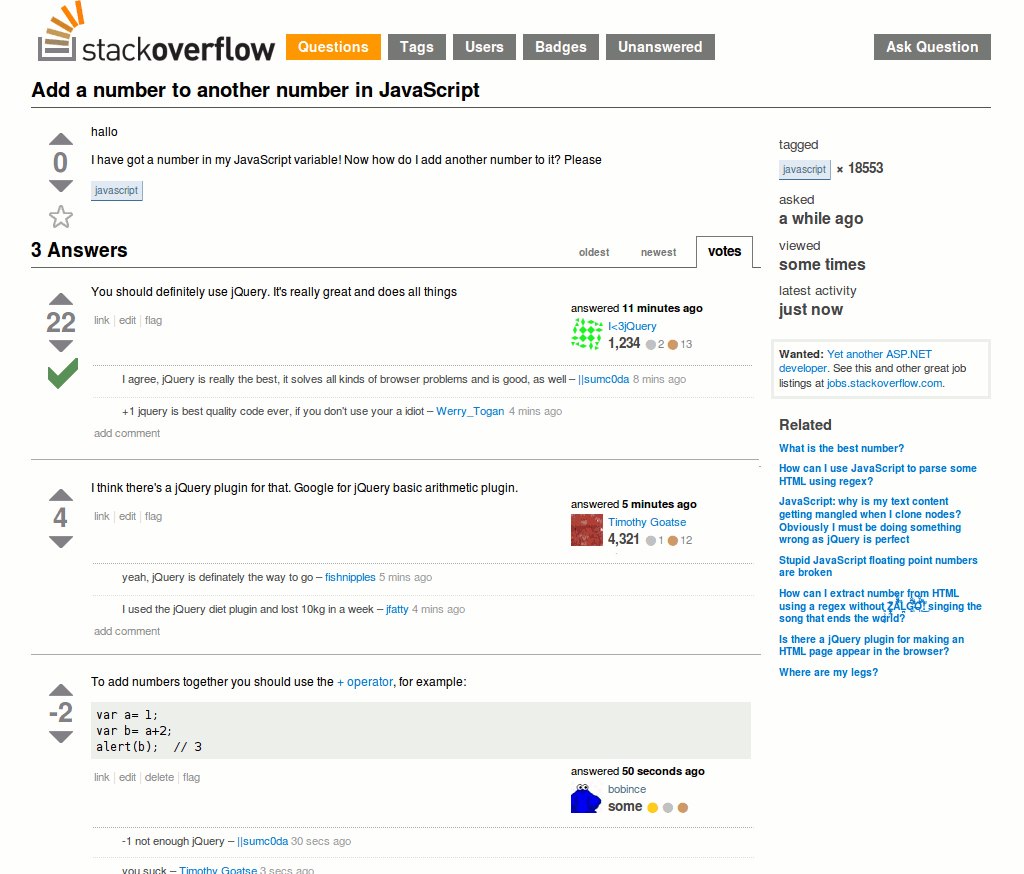 stackoverflow Questions Tags Users Badges Unanswered Ask Question
Add a number to another number in JavaScript
0
hallo
I have got a number in my JavaScript variable! Now how do I add another number to it? Please
javascript
3 Answers oldest newest votes
22
You should definitely use jQuery. It's really great and does all things
link | edit | flag
answered 11 minutes ago
I<3jQuery
1,234 2 13
I agree, jQuery is really the best, it solves all kinds of browser problems and is good, as well – ||sumc0da 8 mins ago
+1 jquery is best quality code ever, if you don't use your a idiot – Werry_Togan 4 mins ago
add comment
4
I think there's a jQuery plugin for that. Google for jQuery basic arithmetic plugin.
link | edit | flag
answered 5 minutes ago
Timothy Goatse
4,321 1 12
yeah, jQuery is definately the way to go – fishnipples 5 mins ago
I used the jQuery diet plugin and lost 10kg in a week – jfatty 4 mins ago
add comment
-2
To add numbers together you should use the + operator, for example:
var a= 1;
var b= a+2;
alert(b);  // 3
link | edit | delete | flag
answered 50 seconds ago
bobince
some
-1 not enough jQuery – ||sumc0da 30 secs ago
you suck – Timothy Goatse 3 secs ago
tagged
javascript × 18553
asked
a while ago
viewed
some times
latest activity
just now
Wanted: Yet another ASP.NET
developer. See this and other great job
listings at jobs.stackoverflow.com.
Related
What is the best number?
How can I use JavaScript to parse some
HTML using regex?
JavaScript: why is my text content
getting mangled when I clone nodes?
Obviously I must be doing something
wrong as jQuery is perfect
Stupid JavaScript floating point numbers
are broken
How can I extract number from HTML
using a regex without ZALGO! singing the
song that ends the world?
Is there a jQuery plugin for making an
HTML page appear in the browser?
Where are my legs?